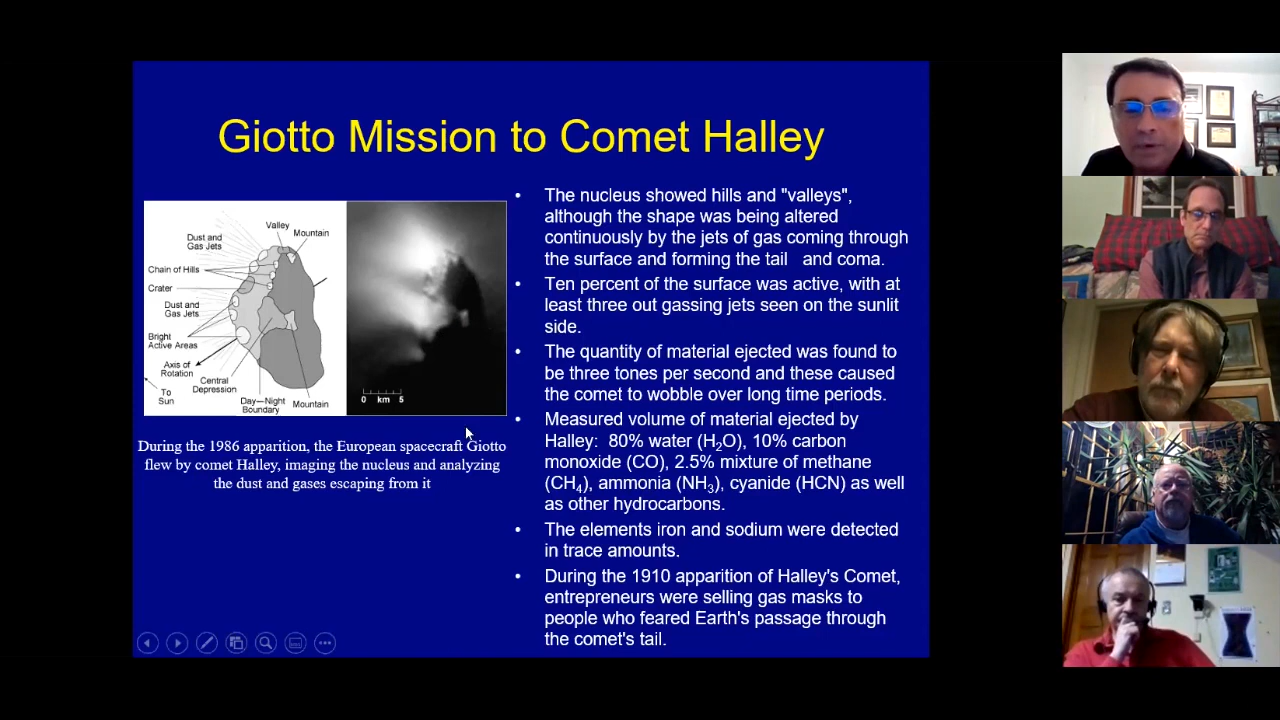 Giotto Mission to Comet Halley
Valley
Mountain
Dust and
Gas Jets
Chain of Hills
Crater
Dust and
Gas Jets
Bright
Active Areas
Axis of
Rotation
To
Sun
Central
Depression
Day—Night
Boundary
Mountain
0 km 5
During the 1986 apparition, the European spacecraft Giotto
flew by comet Halley, imaging the nucleus and analyzing
the dust and gases escaping from it
• The nucleus showed hills and "valleys",
although the shape was being altered
continuously by the jets of gas coming through
the surface and forming the tail and coma.
• Ten percent of the surface was active, with at
least three out gassing jets seen on the sunlit
side.
• The quantity of material ejected was found to
be three tones per second and these caused
the comet to wobble over long time periods.
• Measured volume of material ejected by
Halley: 80% water (H₂O), 10% carbon
monoxide (CO), 2.5% mixture of methane
(CH₄), ammonia (NH₃), cyanide (HCN) as well
as other hydrocarbons.
• The elements iron and sodium were detected
in trace amounts.
• During the 1910 apparition of Halley's Comet,
entrepreneurs were selling gas masks to
people who feared Earth's passage through
the comet's tail.